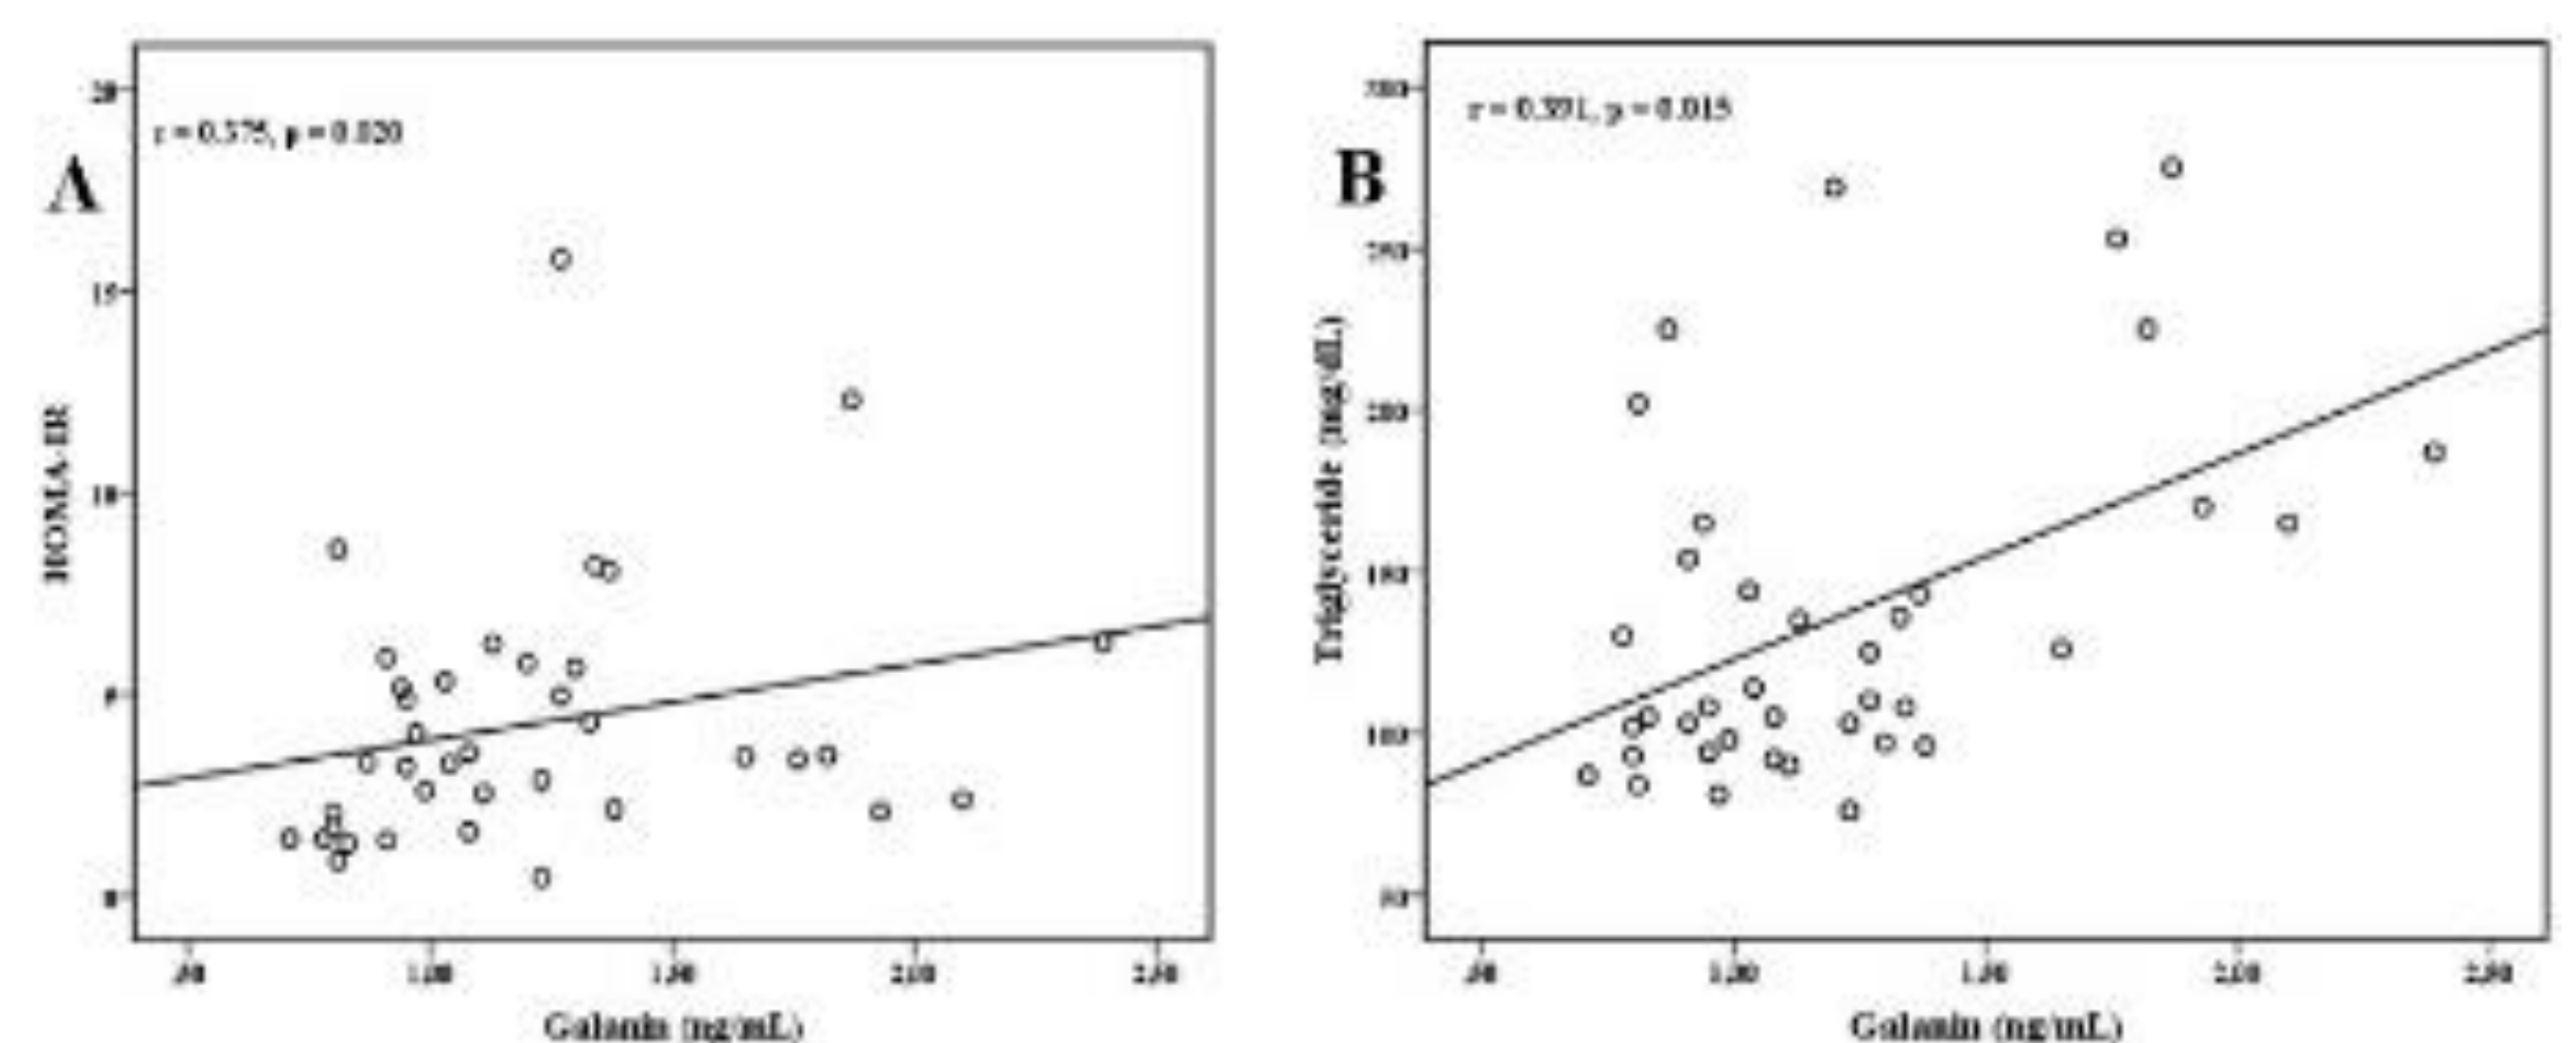 A
r = 0.375, p = 0.020
HOMA-IR
20
15
10
5
0
.50 1.00 1.50 2.00 2.50
Galanin (ng/mL)
B
r = 0.391, p = 0.015
Triglyceride (mg/dL)
300
250
200
150
100
50
.50 1.00 1.50 2.00 2.50
Galanin (ng/mL)